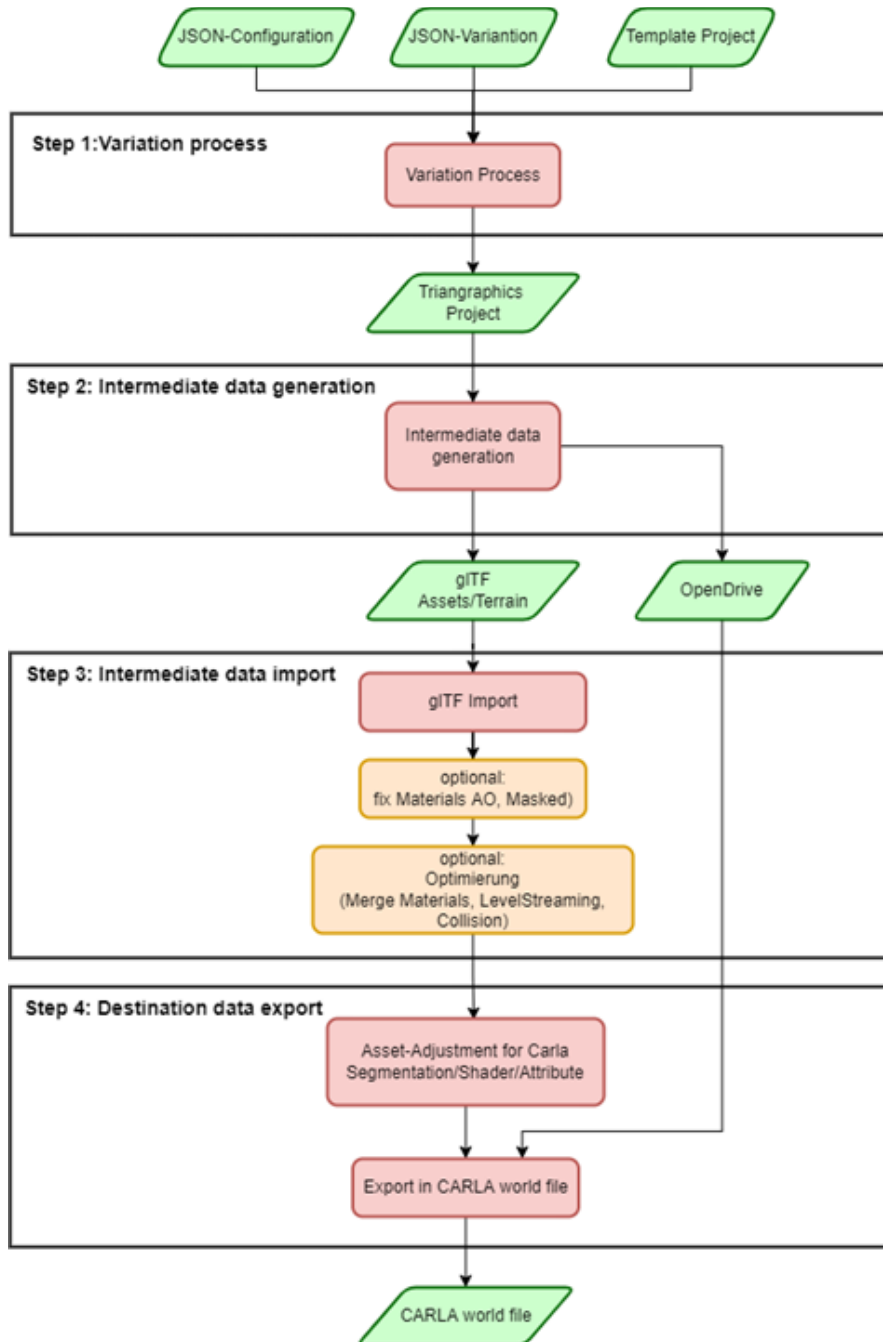 JSON-Configuration
JSON-Variantion
Template Project
Step 1:Variation process
Variation Process
Triangraphics
Project
Step 2: Intermediate data generation
Intermediate data
generation
glTF
Assets/Terrain
OpenDrive
Step 3: Intermediate data import
glTF Import
optional:
fix Materials AO, Masked)
optional:
Optimierung
(Merge Materials, LevelStreaming,
Collision)
Step 4: Destination data export
Asset-Adjustment for Carla
Segmentation/Shader/Attribute
Export in CARLA world file
CARLA world file